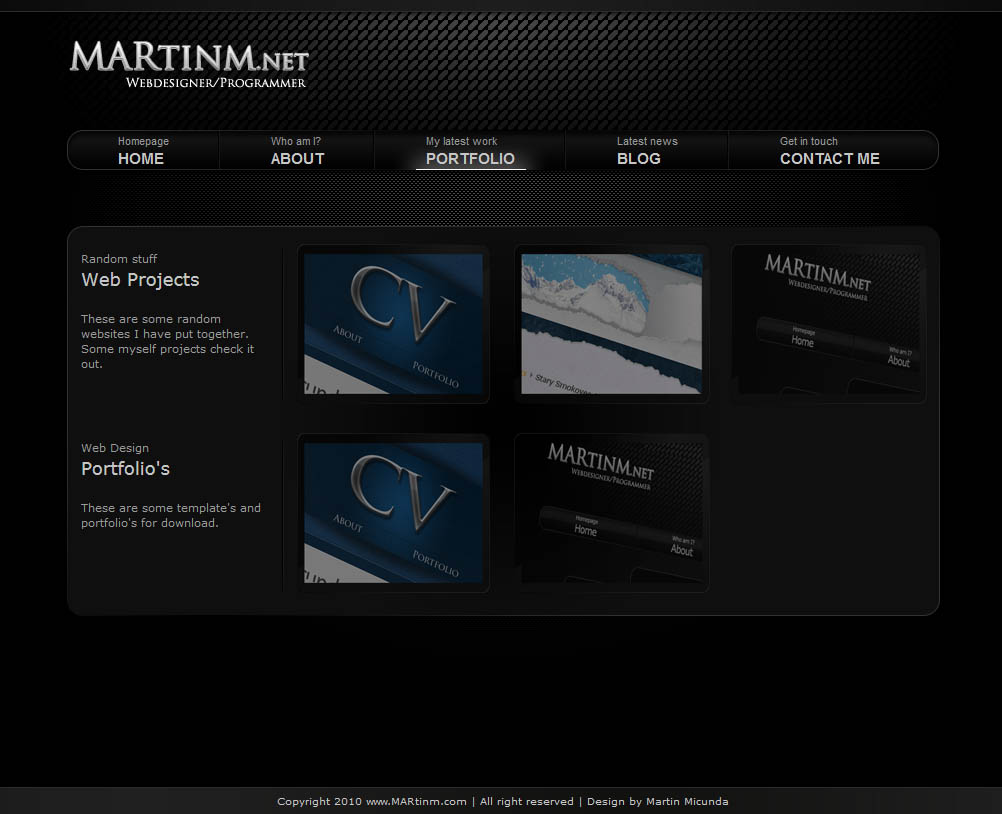 MARTINM.NET
WEBDESIGNER/PROGRAMMER
Homepage
HOME
Who am I?
ABOUT
My latest work
PORTFOLIO
Latest news
BLOG
Get in touch
CONTACT ME
Random stuff
Web Projects
These are some random
websites I have put together.
Some myself projects check it
out.
CV
ABOUT
PORTFOLIO
Stary Smokovec
MARTINM.NET
WEBDESIGNER/PROGRAMMER
Homepage
Home
Who am I?
About
Web Design
Portfolio's
These are some template's and
portfolio's for download.
CV
ABOUT
PORTFOLIO
MARTINM.NET
WEBDESIGNER/PROGRAMMER
Homepage
Home
Who am I?
About
Copyright 2010 www.MARtinm.com | All right reserved | Design by Martin Micunda